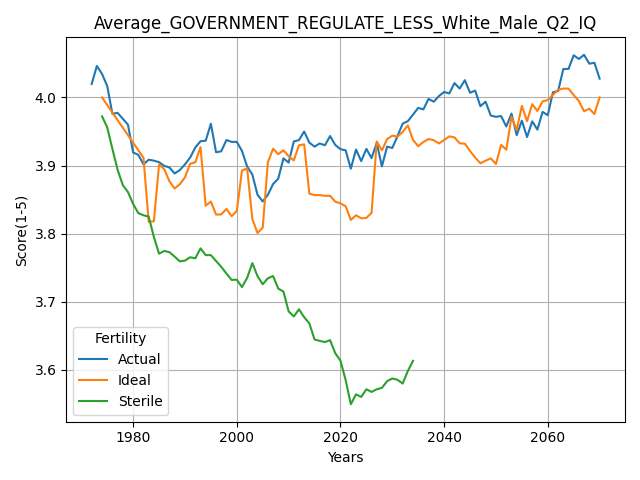 Average_GOVERNMENT_REGULATE_LESS_White_Male_Q2_IQ
Score(1-5)
4.0
3.9
3.8
3.7
3.6
Fertility
Actual
Ideal
Sterile
1980 2000 2020 2040 2060
Years